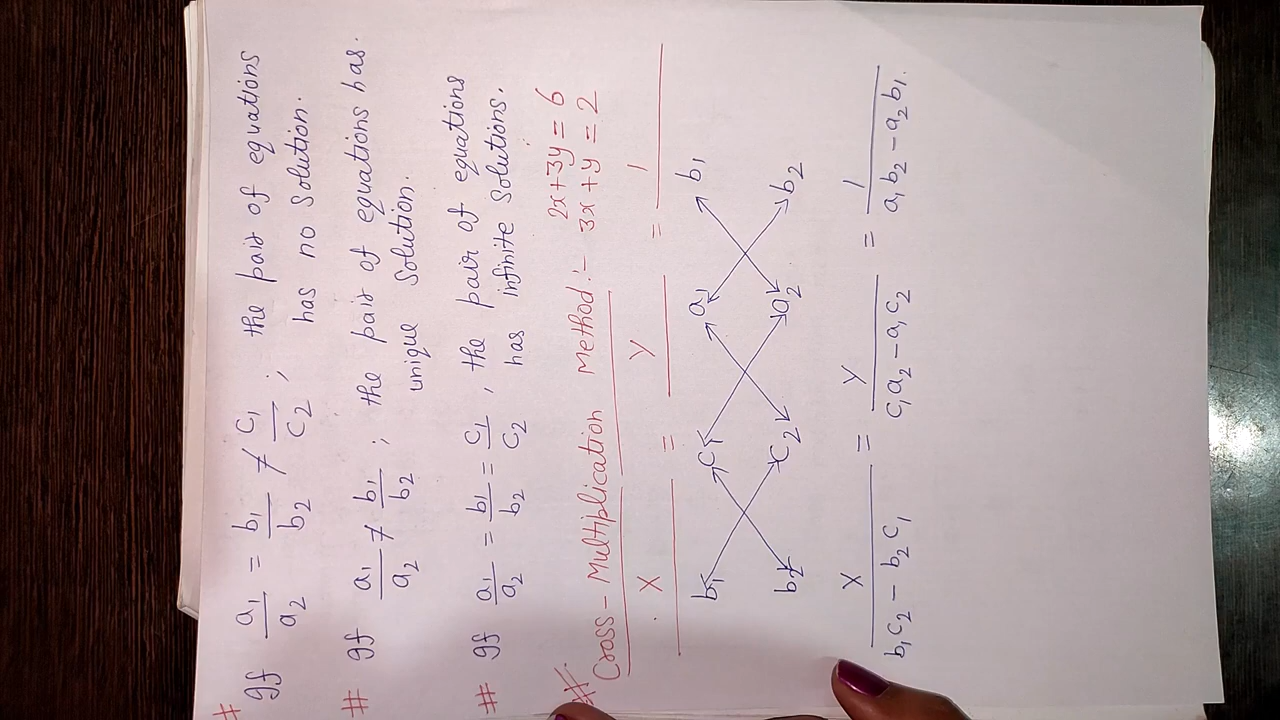 #
If a₁/a₂ = b₁/b₂ ≠ c₁/c₂ ; the pair of equations
has no solution.
# If a₁/a₂ ≠ b₁/b₂ ; the pair of equations has
unique solution.
# If a₁/a₂ = b₁/b₂ = c₁/c₂ , the pair of equations
has infinite solutions.
# Cross-Multiplication Method :- 2x+3y = 6
3x+y = 2
x = y = 1
b₁ c₁ a₁ b₁
b₂ c₂ a₂ b₂
x/(b₁c₂ - b₂c₁) = y/(c₁a₂ - a₁c₂) = 1/(a₁b₂ - a₂b₁).